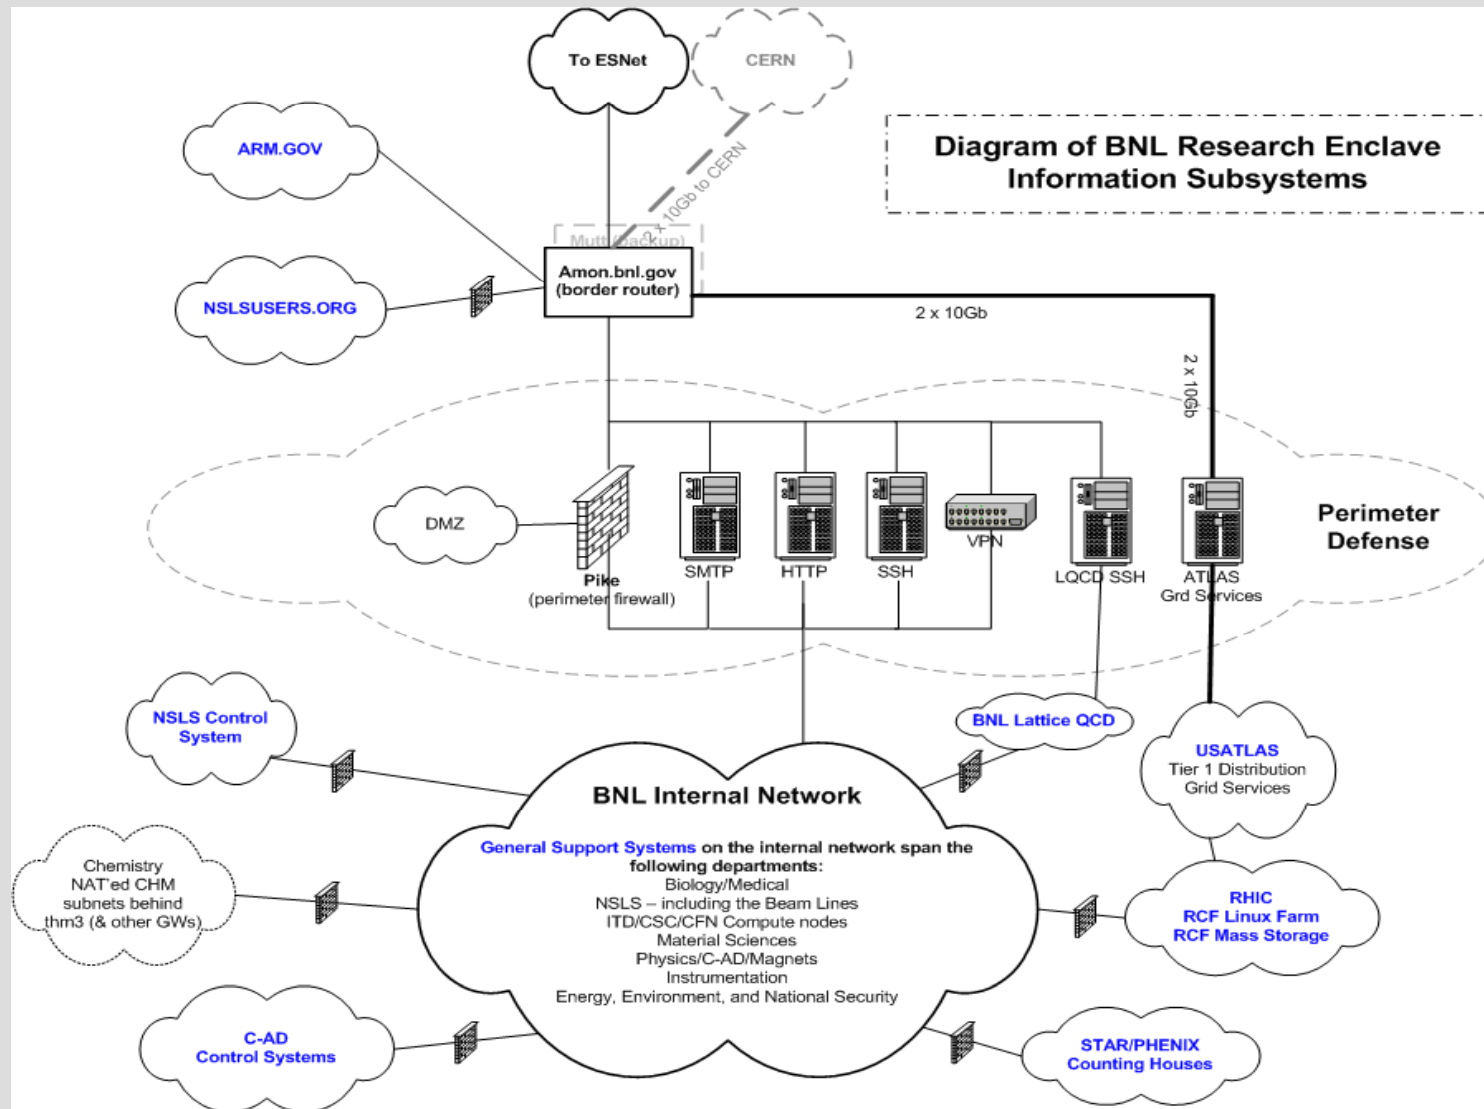 To ESNet
CERN
ARM.GOV
Diagram of BNL Research Enclave
Information Subsystems
2 x 10Gb to CERN
Mutt (backup)
Amon.bnl.gov
(border router)
NSLSUSERS.ORG
2 x 10Gb
2 x 10Gb
DMZ
Pike
(perimeter firewall)
SMTP
HTTP
SSH
VPN
LQCD SSH
ATLAS
Grd Services
Perimeter
Defense
NSLS Control
System
BNL Lattice QCD
USATLAS
Tier 1 Distribution
Grid Services
BNL Internal Network
General Support Systems on the internal network span the
following departments:
Biology/Medical
NSLS – including the Beam Lines
ITD/CSC/CFN Compute nodes
Material Sciences
Physics/C-AD/Magnets
Instrumentation
Energy, Environment, and National Security
Chemistry
NAT'ed CHM
subnets behind
thm3 (& other GWs)
RHIC
RCF Linux Farm
RCF Mass Storage
C-AD
Control Systems
STAR/PHENIX
Counting Houses